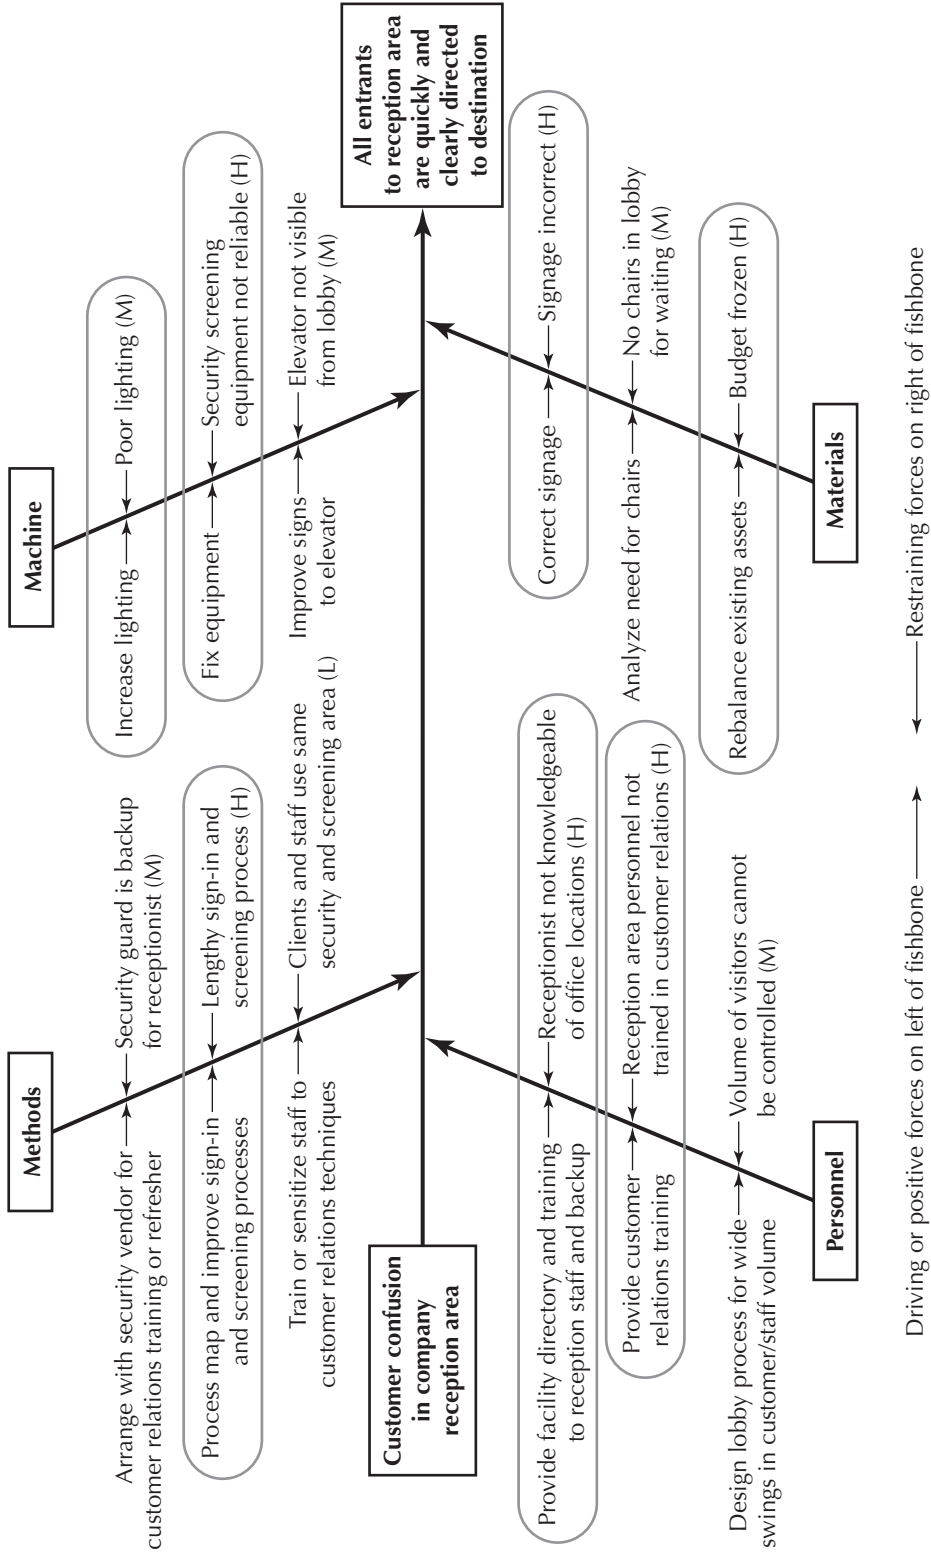 Methods
Arrange with security vendor for
customer relations training or refresher
Security guard is backup
for receptionist (M)
Process map and improve sign-in
and screening processes
Lengthy sign-in and
screening process (H)
Train or sensitize staff to
customer relations techniques
Clients and staff use same
security and screening area (L)
Machine
Increase lighting
Poor lighting (M)
Fix equipment
Security screening
equipment not reliable (H)
Improve signs
to elevator
Elevator not visible
from lobby (M)
Customer confusion
in company
reception area
All entrants
to reception area
are quickly and
clearly directed
to destination
Provide facility directory and training
to reception staff and backup
Receptionist not knowledgeable
of office locations (H)
Provide customer
relations training
Reception area personnel not
trained in customer relations (H)
Design lobby process for wide
swings in customer/staff volume
Volume of visitors cannot
be controlled (M)
Personnel
Correct signage
Signage incorrect (H)
Analyze need for chairs
No chairs in lobby
for waiting (M)
Rebalance existing assets
Budget frozen (H)
Materials
Driving or positive forces on left of fishbone
Restraining forces on right of fishbone